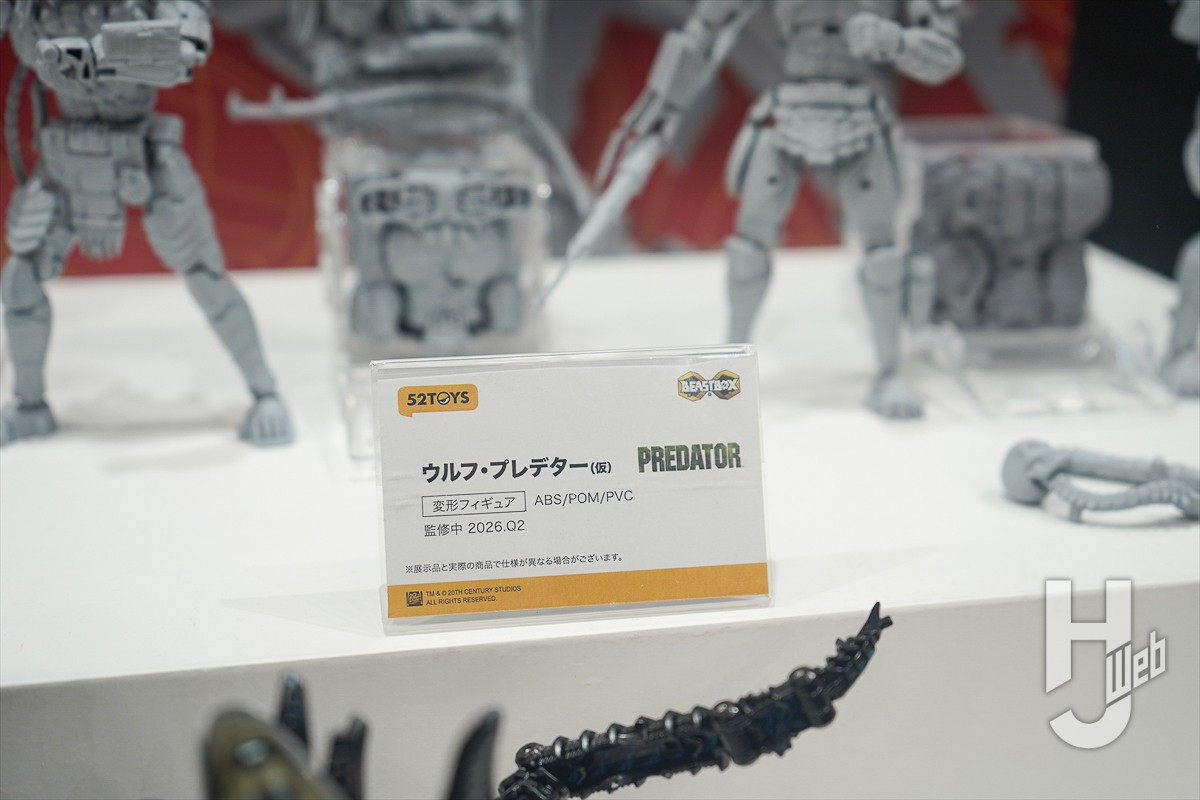 52TOYS
BEASTBOX
ウルフ・プレデター(仮)
PREDATOR
変形フィギュア ABS/POM/PVC
監修中 2026.Q2
※展示品と実際の商品で仕様が異なる場合がございます。
TM & © 20TH CENTURY STUDIOS
ALL RIGHTS RESERVED.
HJ Web